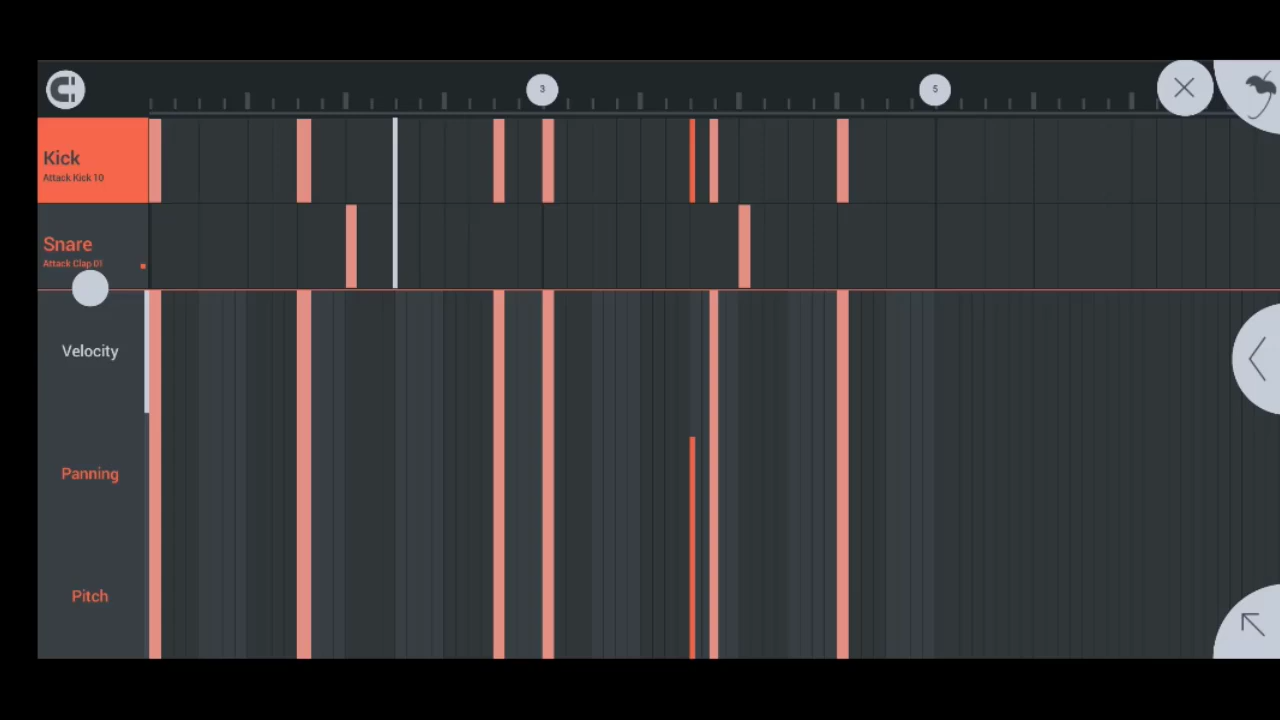 3
5
Kick
Attack Kick 10
Snare
Attack Clap 01
Velocity
Panning
Pitch